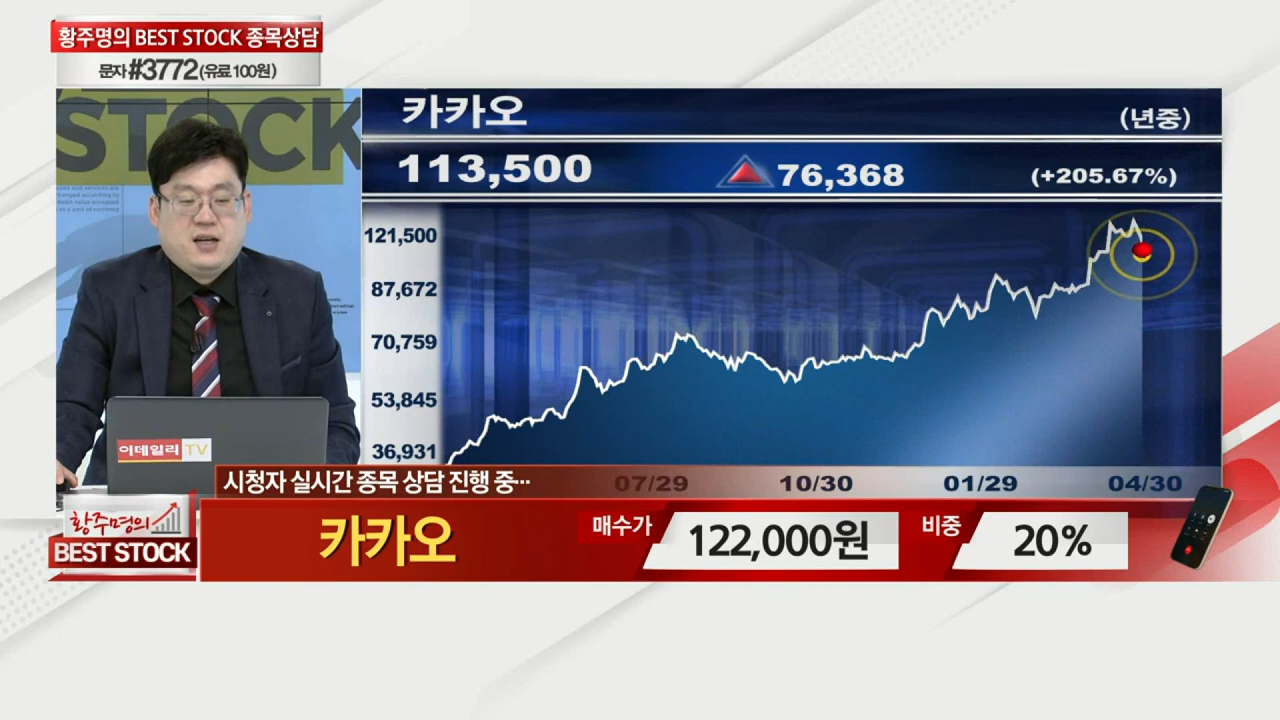 황주명의 BEST STOCK 종목상담
문자 #3772 (유료 100원)
STOCK
카카오
(년중)
113,500
76,368
(+205.67%)
121,500
87,672
70,759
53,845
36,931
07/29
10/30
01/29
04/30
이데일리 TV
시청자 실시간 종목 상담 진행 중…
황주명의
BEST STOCK
카카오
매수가
122,000원
비중
20%